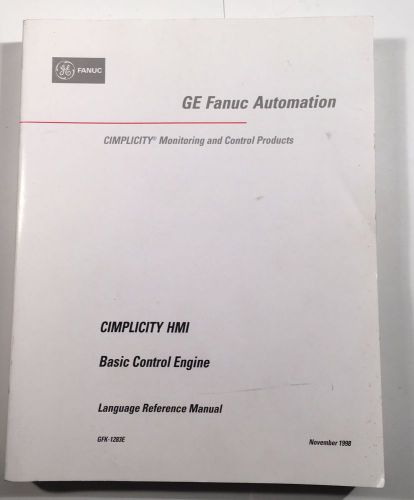 GE FANUC
GE Fanuc Automation
CIMPLICITY® Monitoring and Control Products
CIMPLICITY HMI
Basic Control Engine
Language Reference Manual
GFK-1283E
November 1998